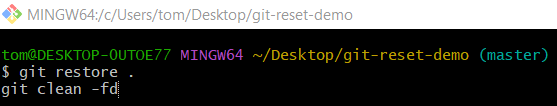 MINGW64:/c/Users/tom/Desktop/git-reset-demo
tom@DESKTOP-OUTOE77 MINGW64 ~/Desktop/git-reset-demo (master)
$ git restore .
git clean -fd